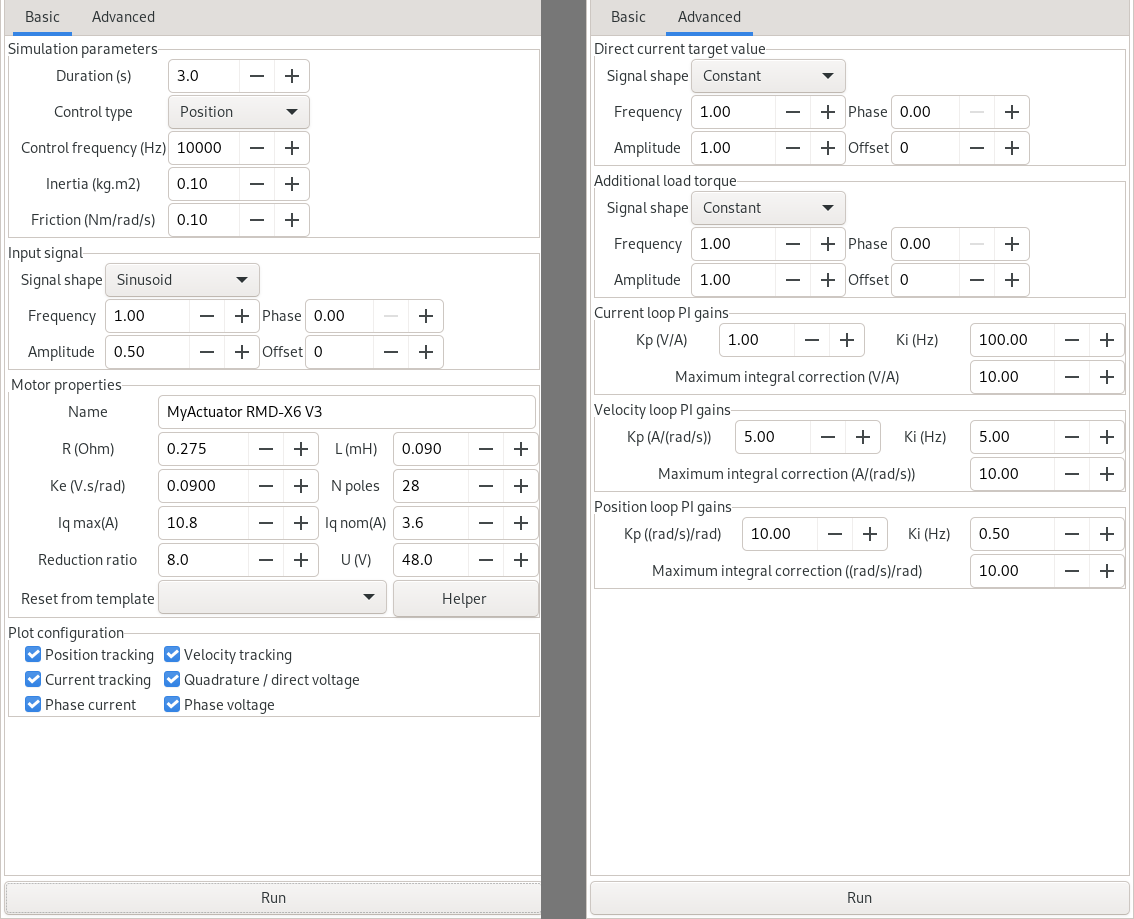 Basic Advanced
Simulation parameters
Duration (s) 3.0
Control type Position
Control frequency (Hz) 10000
Inertia (kg.m2) 0.10
Friction (Nm/rad/s) 0.10
Input signal
Signal shape Sinusoid
Frequency 1.00 Phase 0.00
Amplitude 0.50 Offset 0
Motor properties
Name MyActuator RMD-X6 V3
R (Ohm) 0.275 L (mH) 0.090
Ke (V.s/rad) 0.0900 N poles 28
Iq max(A) 10.8 Iq nom(A) 3.6
Reduction ratio 8.0 U (V) 48.0
Reset from template Helper
Plot configuration
Position tracking Velocity tracking
Current tracking Quadrature / direct voltage
Phase current Phase voltage
Run
Basic Advanced
Direct current target value
Signal shape Constant
Frequency 1.00 Phase 0.00
Amplitude 1.00 Offset 0
Additional load torque
Signal shape Constant
Frequency 1.00 Phase 0.00
Amplitude 1.00 Offset 0
Current loop PI gains
Kp (V/A) 1.00 Ki (Hz) 100.00
Maximum integral correction (V/A) 10.00
Velocity loop PI gains
Kp (A/(rad/s)) 5.00 Ki (Hz) 5.00
Maximum integral correction (A/(rad/s)) 10.00
Position loop PI gains
Kp ((rad/s)/rad) 10.00 Ki (Hz) 0.50
Maximum integral correction ((rad/s)/rad) 10.00
Run